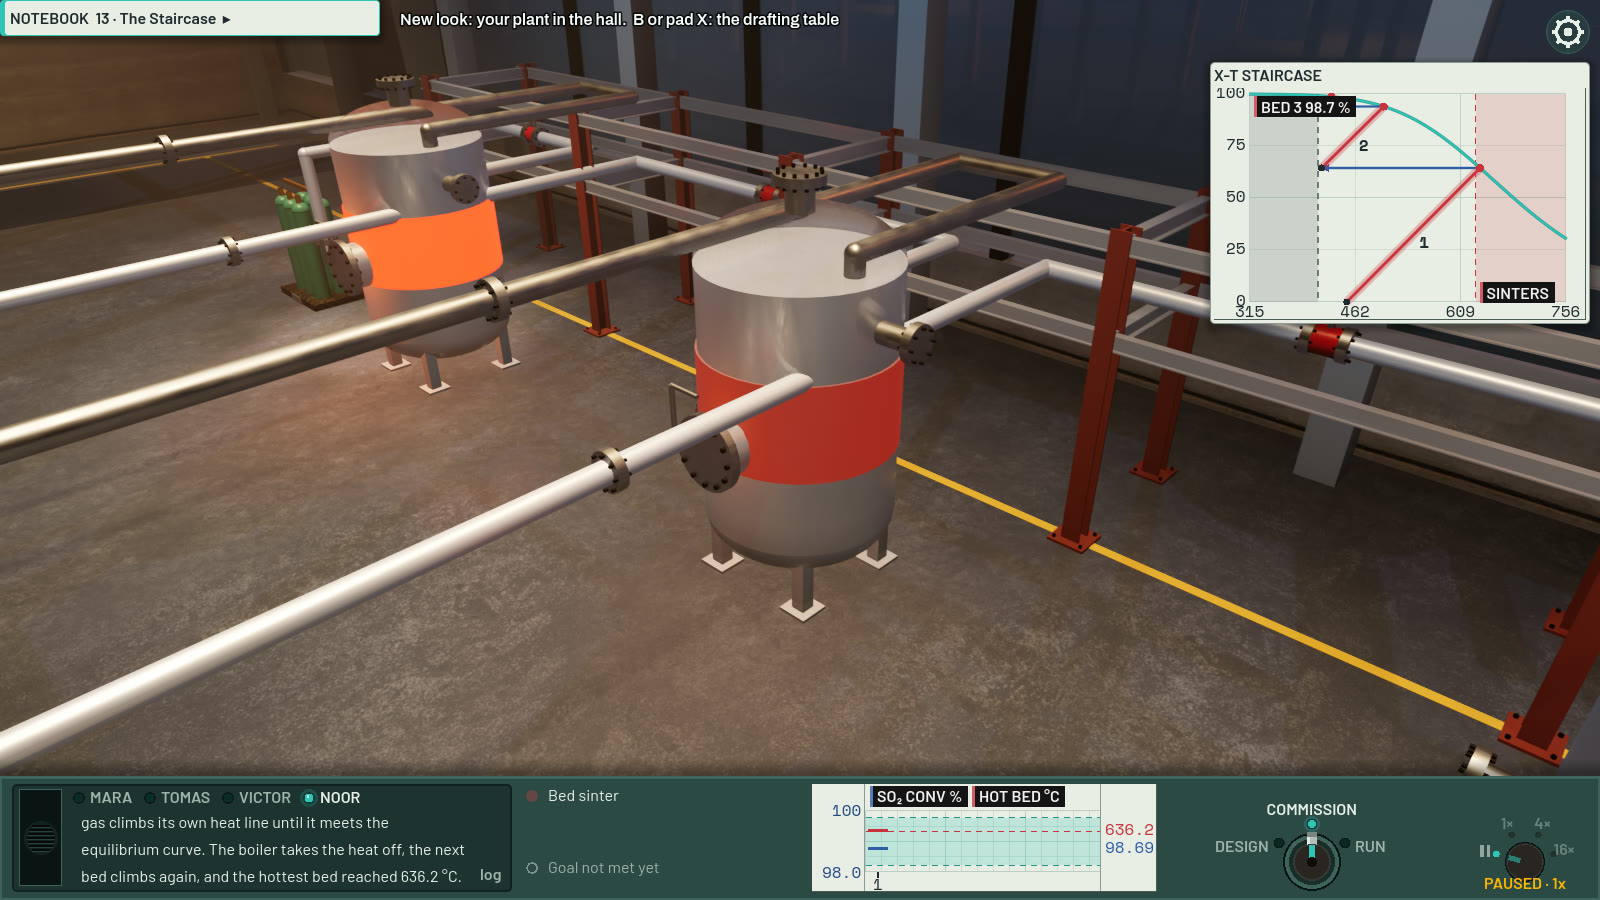 NOTEBOOK 13 · The Staircase ▸
New look: your plant in the hall. B or pad X: the drafting table
X-T STAIRCASE
100
BED 3 98.7 %
75
2
50
25
1
0
SINTERS
315
462
609
756
MARA
TOMAS
VICTOR
NOOR
gas climbs its own heat line until it meets the
equilibrium curve. The boiler takes the heat off, the next
bed climbs again, and the hottest bed reached 636.2 °C.
log
Bed sinter
Goal not met yet
SO₂ CONV %
HOT BED °C
100
98.0
1
636.2
98.69
COMMISSION
DESIGN
RUN
1×
4×
16×
PAUSED · 1x